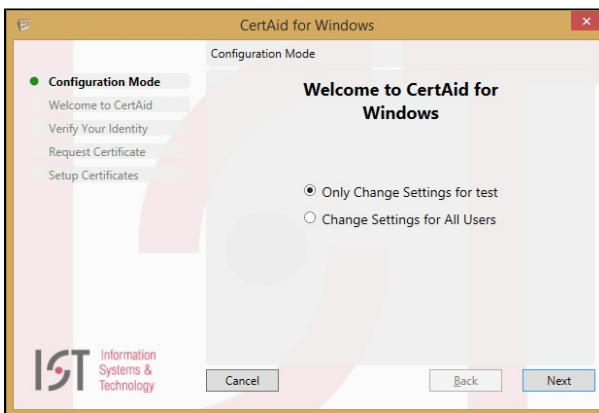 CertAid for Windows
Configuration Mode
Configuration Mode
Welcome to CertAid
Verify Your Identity
Request Certificate
Setup Certificates
Welcome to CertAid for
Windows
Only Change Settings for test
Change Settings for All Users
IST
Information
Systems &
Technology
Cancel
Back
Next